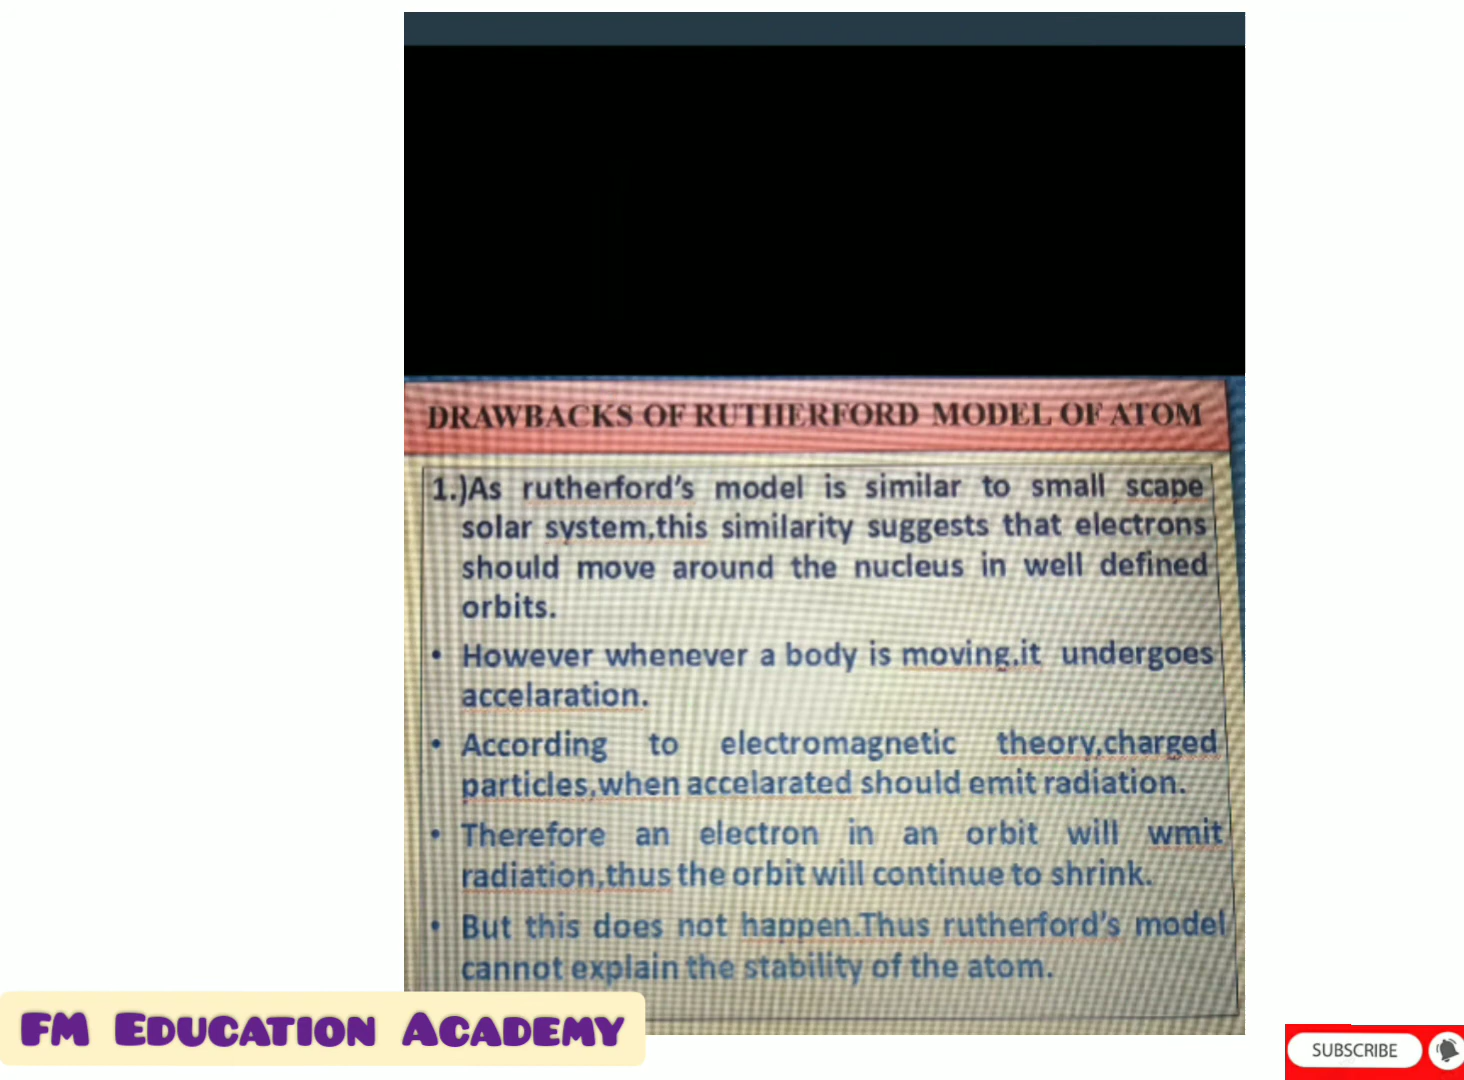 DRAWBACKS OF RUTHERFORD MODEL OF ATOM
1.)As rutherford's model is similar to small scape
solar system,this similarity suggests that electrons
should move around the nucleus in well defined
orbits.
• However whenever a body is moving,it undergoes
accelaration.
• According to electromagnetic theory,charged
particles,when accelarated should emit radiation.
• Therefore an electron in an orbit will wmit
radiation,thus the orbit will continue to shrink.
• But this does not happen.Thus rutherford's model
cannot explain the stability of the atom.
FM EDUCATION ACADEMY
SUBSCRIBE